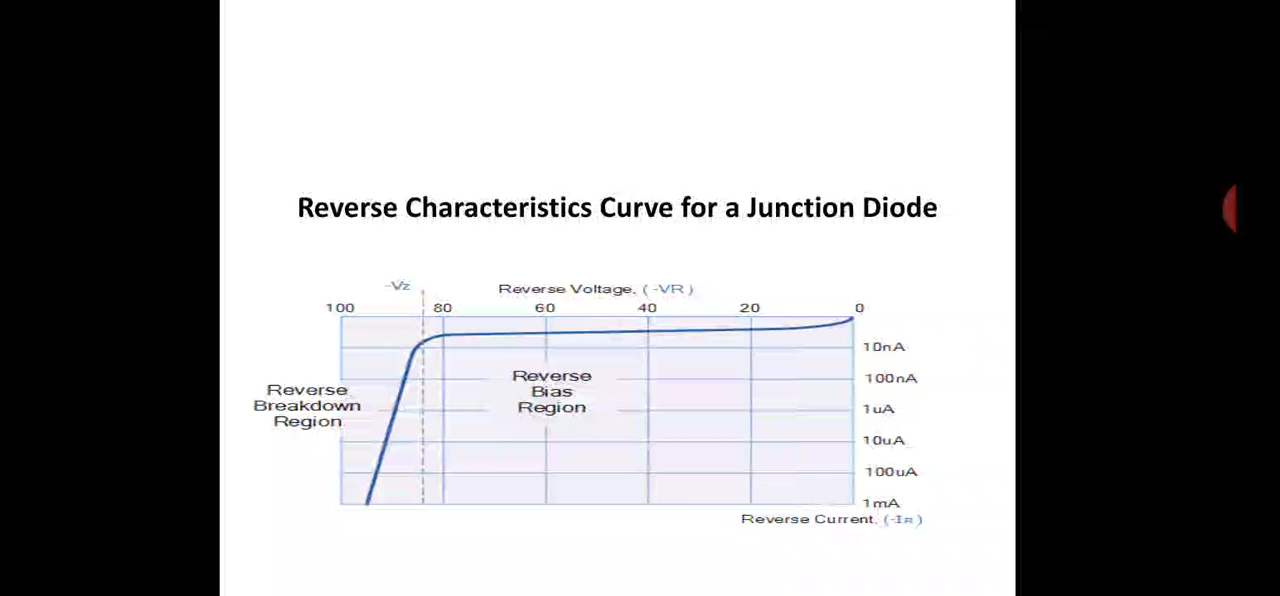 Reverse Characteristics Curve for a Junction Diode
-Vz
Reverse Voltage. (-VR)
100 80 60 40 20 0
10nA
100nA
1uA
10uA
100uA
1mA
Reverse
Breakdown
Region
Reverse
Bias
Region
Reverse Current. (-IR)